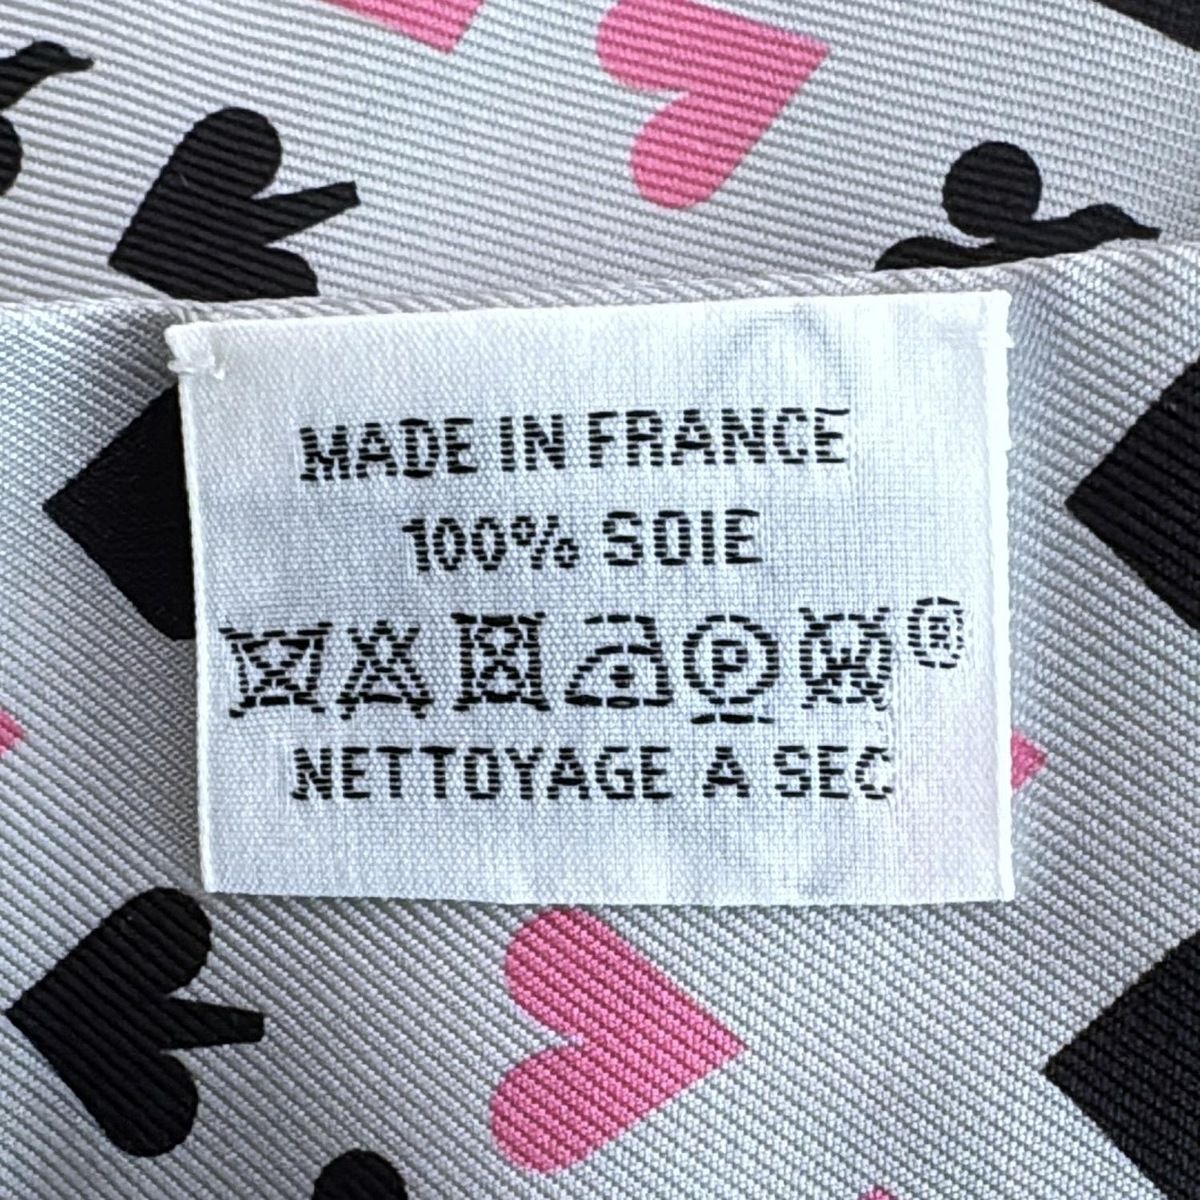 MADE IN FRANCE
100% SOIE
P W ®
NETTOYAGE A SEC